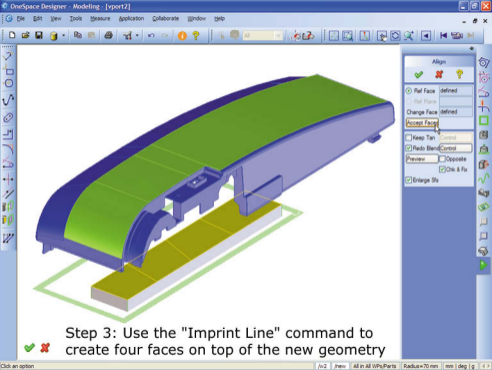 OneSpace Designer - Modeling - [vport2]
File Edit View Tools Measure Application Collaborate Window Help
All
Align
Ref Face defined
Ref Plane
Change Face defined
Accept Faces
Keep Tan Control
Redo Blend Control
Preview Opposite
Chk & Fix
Enlarge Sfs
Step 3: Use the "Imprint Line" command to
create four faces on top of the new geometry
Click an option
/w2 /new All in All WPs/Parts Radius=70 mm mm | deg | g